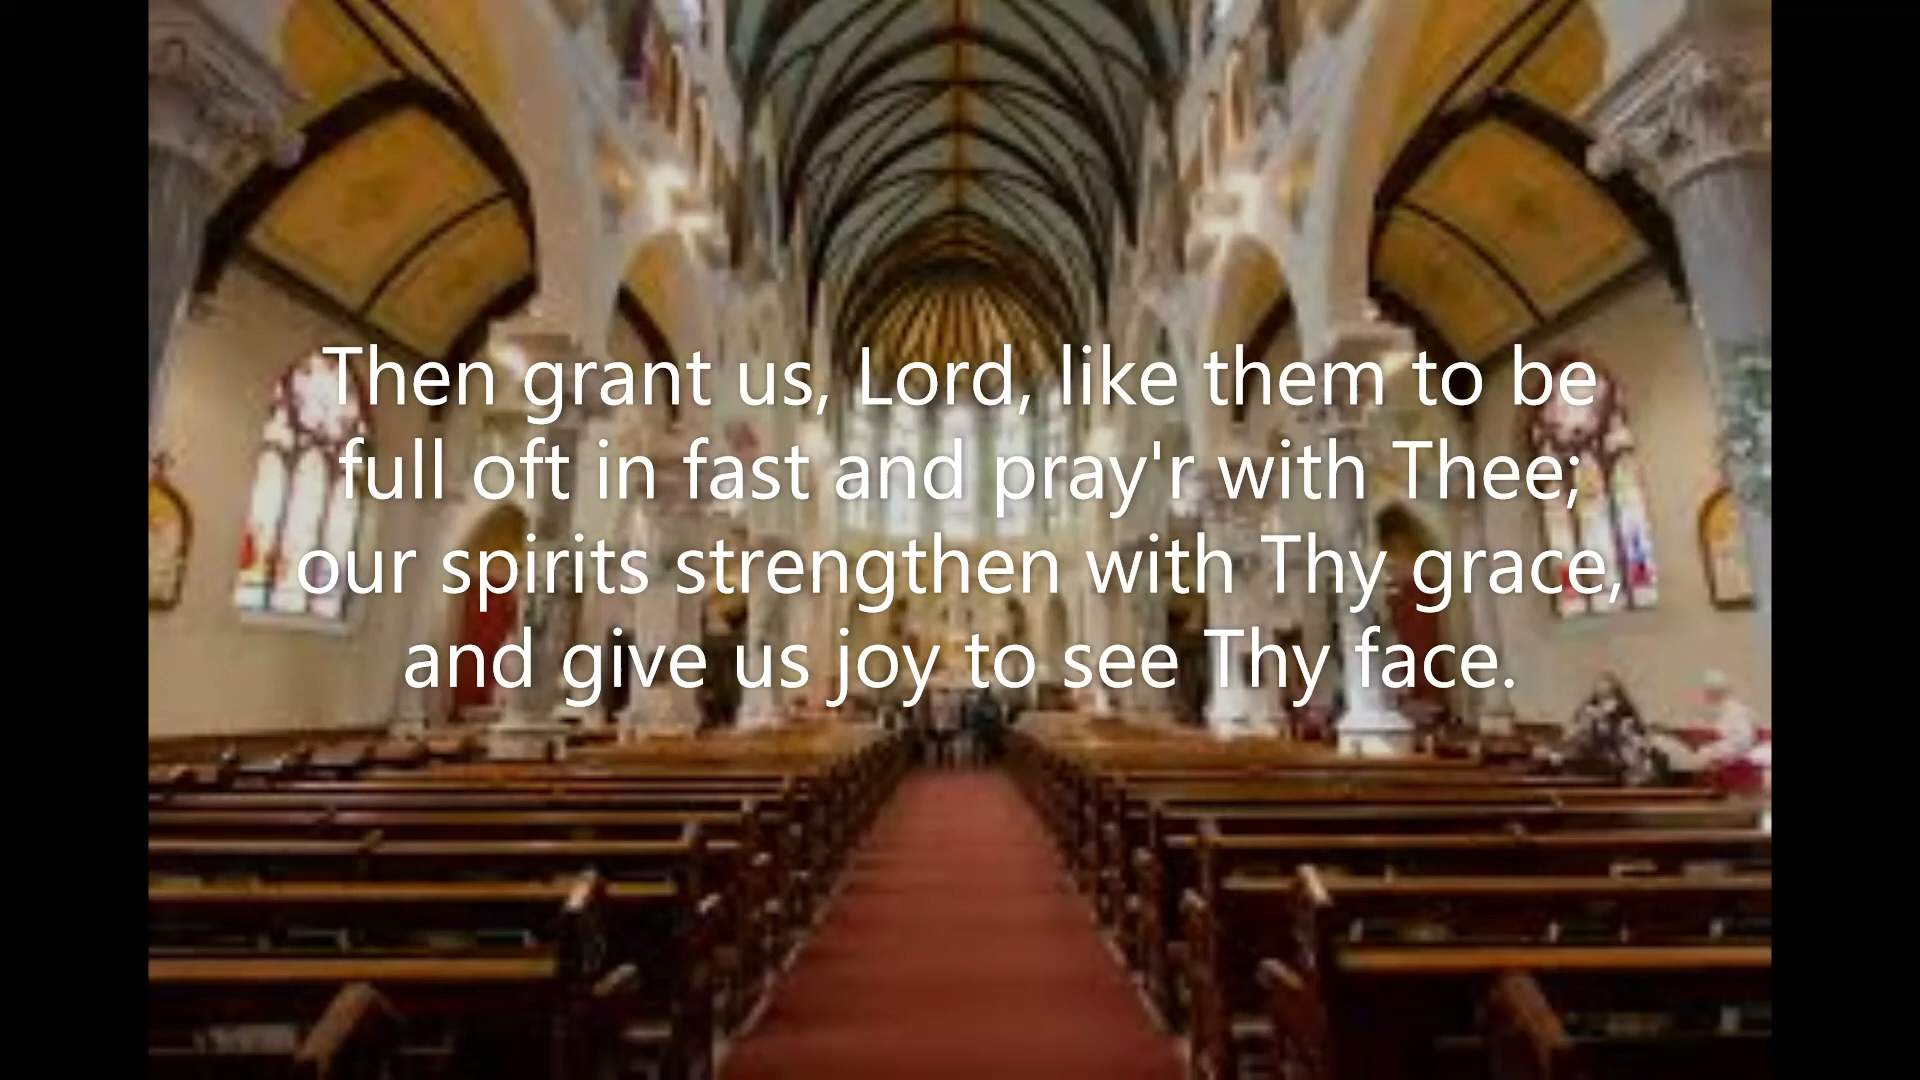 Then grant us, Lord, like them to be
full oft in fast and pray'r with Thee;
our spirits strengthen with Thy grace,
and give us joy to see Thy face.